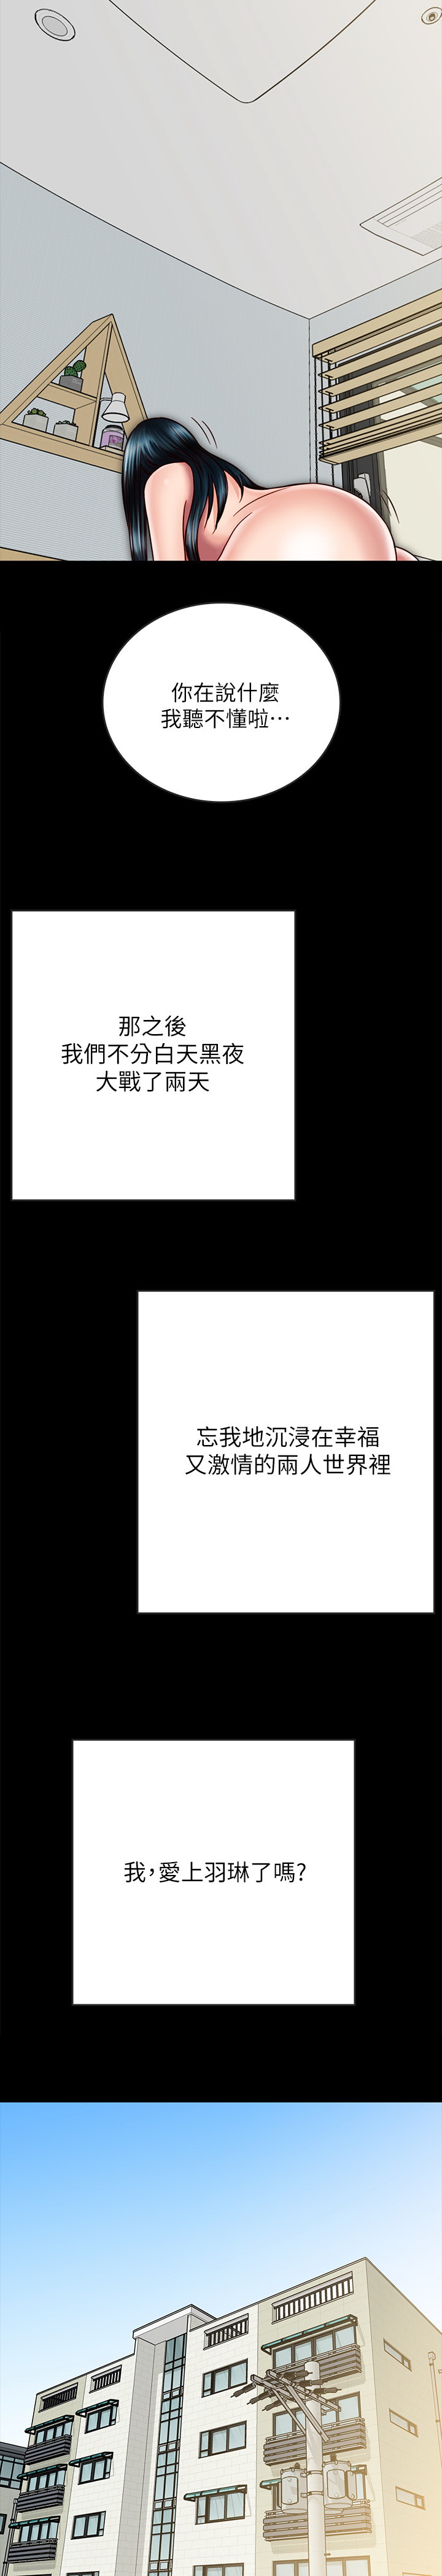 你在說什麼
我聽不懂啦…
那之後
我們不分白天黑夜
大戰了兩天
忘我地沉浸在幸福
又激情的兩人世界裡
我，愛上羽琳了嗎？